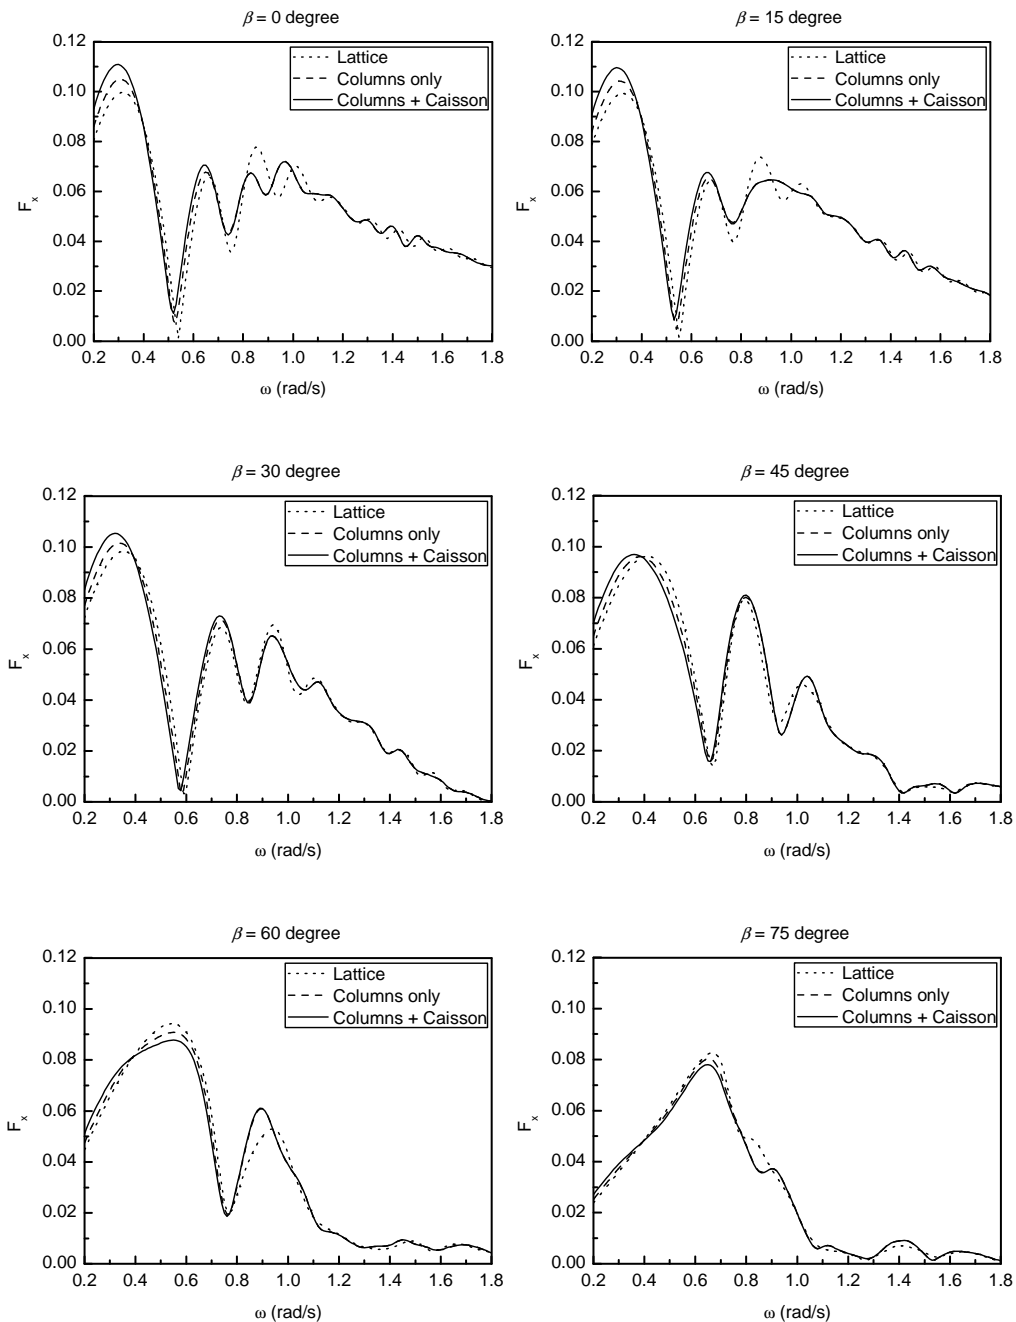 β = 0 degree
0.12
0.10
0.08
0.06
0.04
0.02
0.00
F_x
Lattice
Columns only
Columns + Caisson
0.2 0.4 0.6 0.8 1.0 1.2 1.4 1.6 1.8
ω (rad/s)
β = 15 degree
0.12
0.10
0.08
0.06
0.04
0.02
0.00
F_x
Lattice
Columns only
Columns + Caisson
0.2 0.4 0.6 0.8 1.0 1.2 1.4 1.6 1.8
ω (rad/s)
β = 30 degree
0.12
0.10
0.08
0.06
0.04
0.02
0.00
F_x
Lattice
Columns only
Columns + Caisson
0.2 0.4 0.6 0.8 1.0 1.2 1.4 1.6 1.8
ω (rad/s)
β = 45 degree
0.12
0.10
0.08
0.06
0.04
0.02
0.00
F_x
Lattice
Columns only
Columns + Caisson
0.2 0.4 0.6 0.8 1.0 1.2 1.4 1.6 1.8
ω (rad/s)
β = 60 degree
0.12
0.10
0.08
0.06
0.04
0.02
0.00
F_x
Lattice
Columns only
Columns + Caisson
0.2 0.4 0.6 0.8 1.0 1.2 1.4 1.6 1.8
ω (rad/s)
β = 75 degree
0.12
0.10
0.08
0.06
0.04
0.02
0.00
F_x
Lattice
Columns only
Columns + Caisson
0.2 0.4 0.6 0.8 1.0 1.2 1.4 1.6 1.8
ω (rad/s)